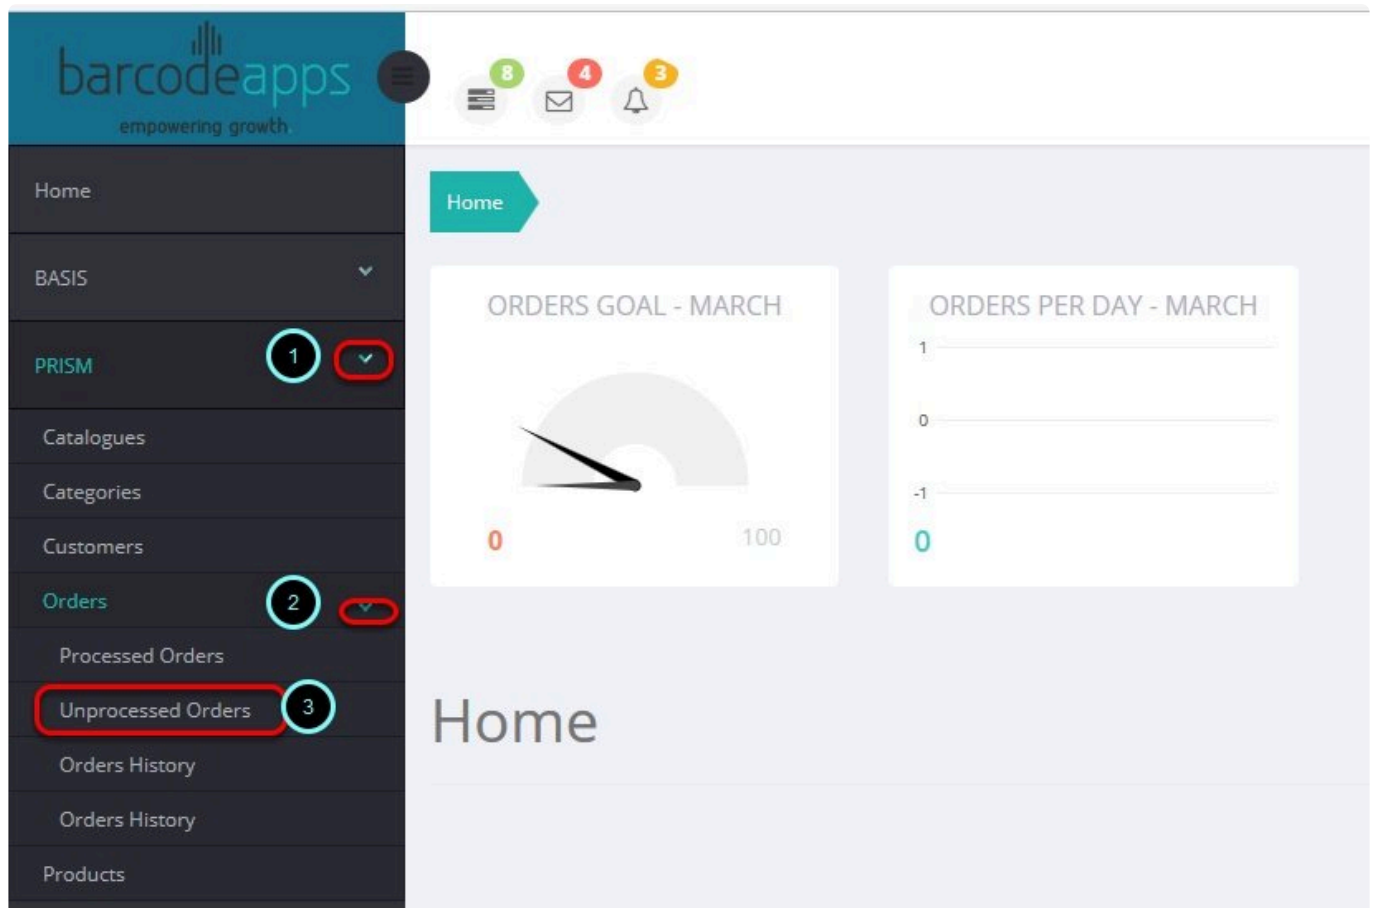 barcodeapps
empowering growth.
8
4
3
Home
BASIS
PRISM
1
Catalogues
Categories
Customers
Orders
2
Processed Orders
Unprocessed Orders
3
Orders History
Orders History
Products
Home
ORDERS GOAL - MARCH
0
100
ORDERS PER DAY - MARCH
1
0
-1
0
Home